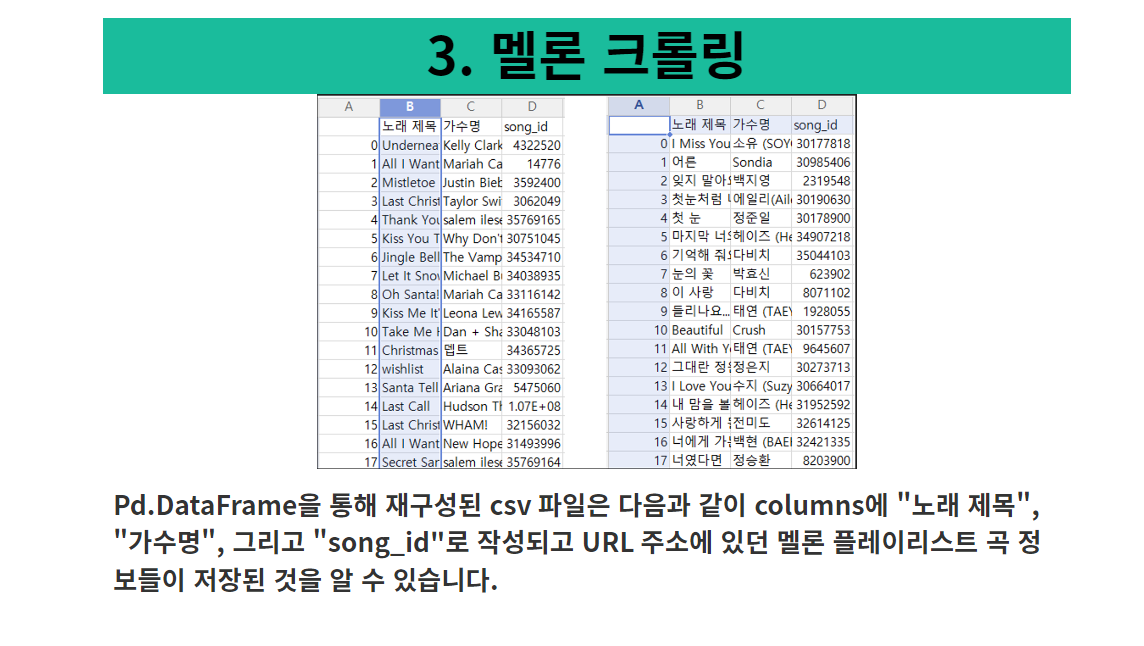 3. 멜론 크롤링
A B C D
노래 제목 가수명 song_id
0 Undernea Kelly Clark 4322520
1 All I Want Mariah Ca 14776
2 Mistletoe Justin Bieb 3592400
3 Last Christ Taylor Swi 3062049
4 Thank You salem ilese 35769165
5 Kiss You T Why Don't 30751045
6 Jingle Bell The Vamp 34534710
7 Let It Snow Michael B 34038935
8 Oh Santa! Mariah Ca 33116142
9 Kiss Me It' Leona Lew 34165587
10 Take Me H Dan + Sha 33048103
11 Christmas 뎁트 34365725
12 wishlist Alaina Cas 33093062
13 Santa Tell Ariana Gra 5475060
14 Last Call Hudson Th 1.07E+08
15 Last Christ WHAM! 32156032
16 All I Want New Hope 31493996
17 Secret San salem ilese 35769164
A B C D
노래 제목 가수명 song_id
0 I Miss You 소유 (SOYO 30177818
1 어른 Sondia 30985406
2 잊지 말아요 백지영 2319548
3 첫눈처럼 에일리(Aile 30190630
4 첫 눈 정준일 30178900
5 마지막 너의 헤이즈 (He 34907218
6 기억해 줘요 다비치 35044103
7 눈의 꽃 박효신 623902
8 이 사랑 다비치 8071102
9 들리나요... 태연 (TAEY 1928055
10 Beautiful Crush 30157753
11 All With Yo 태연 (TAEY 9645607
12 그대란 정은지 30273713
13 I Love You 수지 (Suzy 30664017
14 내 맘을 볼 헤이즈 (He 31952592
15 사랑하게 전미도 32614125
16 너에게 가는 백현 (BAEK 32421335
17 너였다면 정승환 8203900
Pd.DataFrame을 통해 재구성된 csv 파일은 다음과 같이 columns에 "노래 제목",
"가수명", 그리고 "song_id"로 작성되고 URL 주소에 있던 멜론 플레이리스트 곡 정
보들이 저장된 것을 알 수 있습니다.